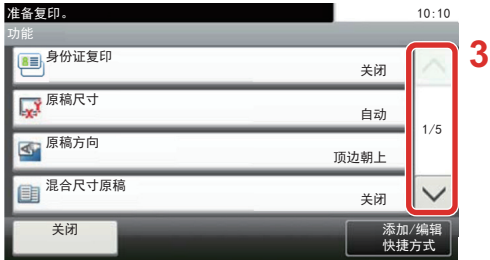 准备复印。 10:10
功能
身份证复印
关闭
原稿尺寸
自动
原稿方向
顶边朝上
混合尺寸原稿
关闭
1/5
3
关闭
添加/编辑
快捷方式